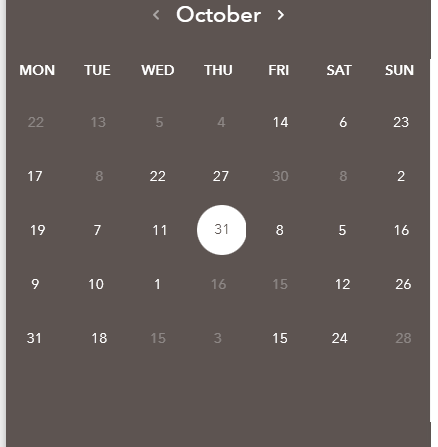 ‹ October ›
MON TUE WED THU FRI SAT SUN
22 13 5 4 14 6 23
17 8 22 27 30 8 2
19 7 11 31 8 5 16
9 10 1 16 15 12 26
31 18 15 3 15 24 28